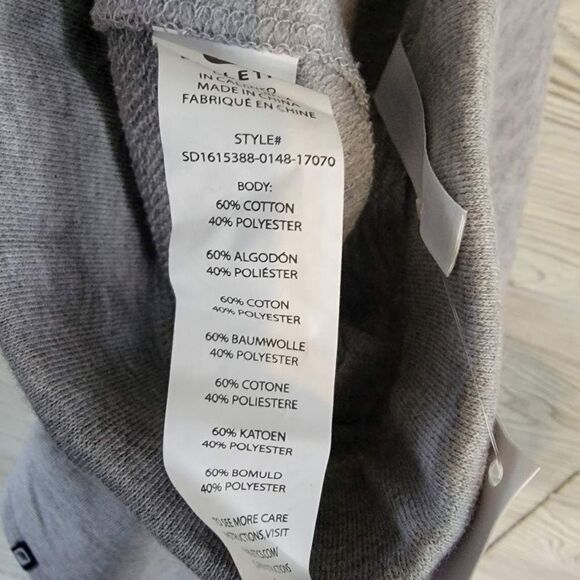 IN CALI
MADE IN CHINA
FABRIQUÉ EN CHINE
STYLE#
SD1615388-0148-17070
BODY:
60% COTTON
40% POLYESTER
60% ALGODÓN
40% POLIÉSTER
60% COTON
40% POLYESTER
60% BAUMWOLLE
40% POLYESTER
60% COTONE
40% POLIESTERE
60% KATOEN
40% POLYESTER
60% BOMULD
40% POLYESTER
TO SEE MORE CARE
INSTRUCTIONS, VISIT